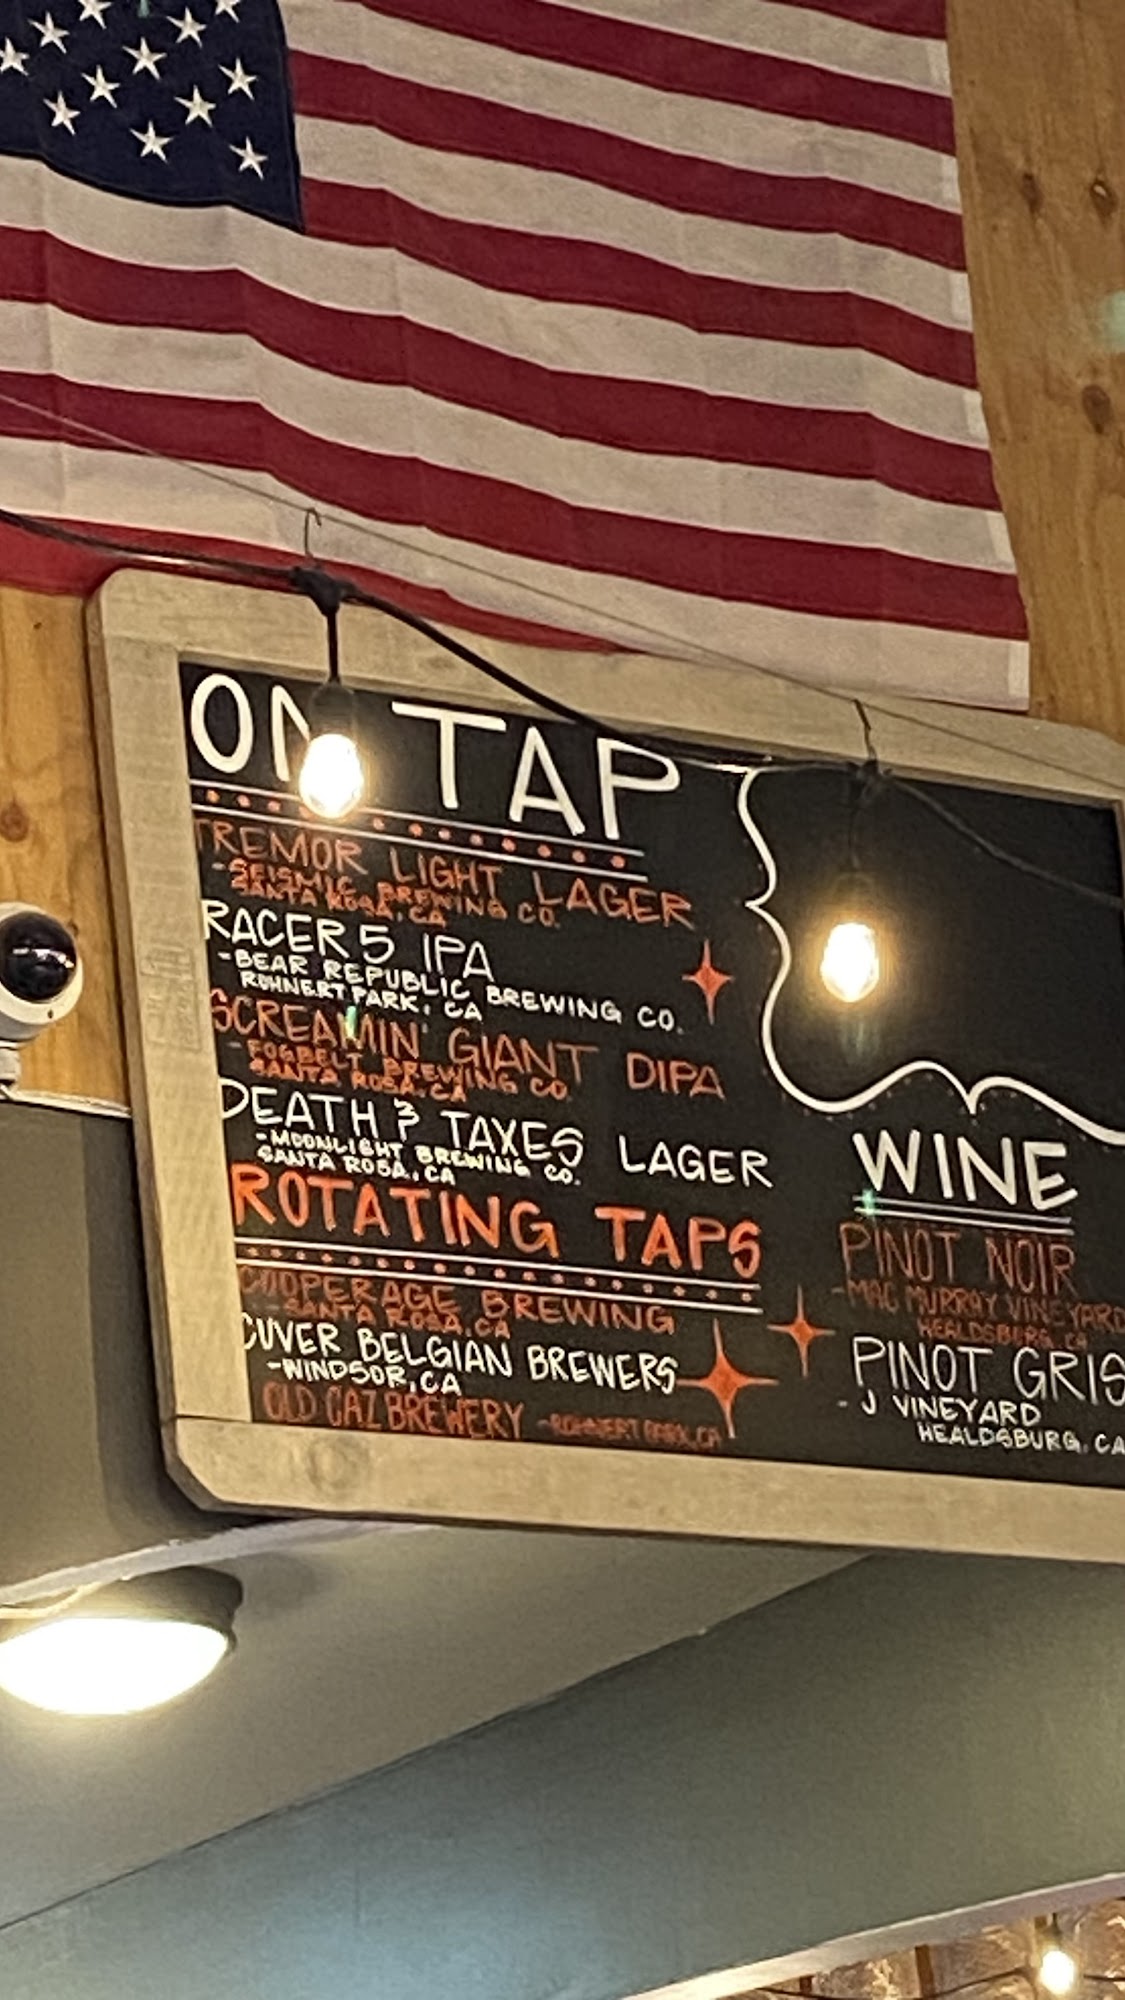 ON TAP
TREMOR LIGHT LAGER
-SEISMIC BREWING CO.
SANTA ROSA, CA
RACER 5 IPA
-BEAR REPUBLIC BREWING CO.
ROHNERT PARK, CA
SCREAMIN' GIANT DIPA
-FOGBELT BREWING CO.
SANTA ROSA, CA
DEATH & TAXES LAGER
-MOONLIGHT BREWING CO.
SANTA ROSA, CA
ROTATING TAPS
COOPERAGE BREWING
-SANTA ROSA, CA
CUVER BELGIAN BREWERS
-WINDSOR, CA
OLD CAZ BREWERY -ROHNERT PARK, CA
WINE
PINOT NOIR
-MAC MURRAY VINEYARD
HEALDSBURG, CA
PINOT GRIS
- J VINEYARD
HEALDSBURG, CA